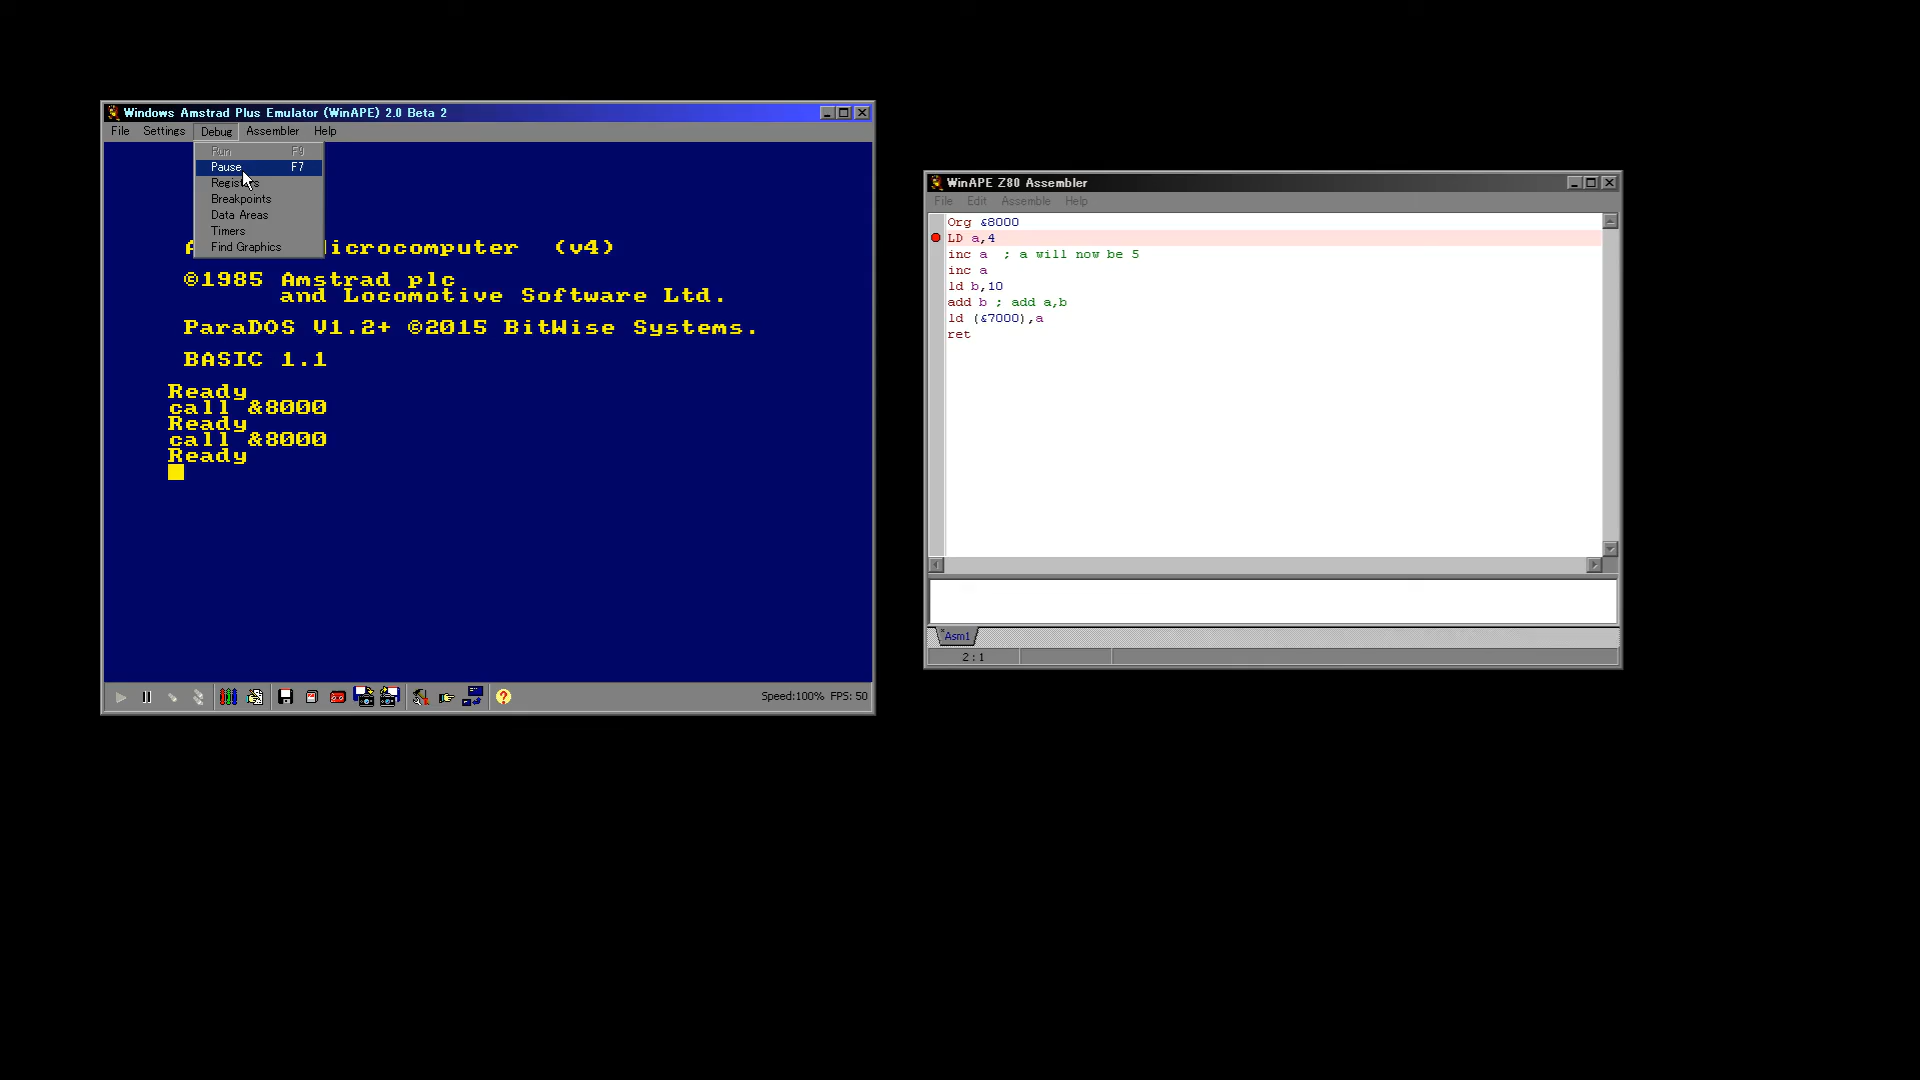 Windows Amstrad Plus Emulator (WinAPE) 2.0 Beta 2
File Settings Debug Assembler Help
Run F9
Pause F7
Registers
Breakpoints
Data Areas
Timers
Find Graphics
icrocomputer (v4)
©1985 Amstrad plc
and Locomotive Software Ltd.
ParaDOS V1.2+ ©2015 BitWise Systems.
BASIC 1.1
Ready
call &8000
Ready
call &8000
Ready
Speed:100% FPS: 50
WinAPE Z80 Assembler
File Edit Assemble Help
Org &8000
LD a,4
inc a ; a will now be 5
inc a
ld b,10
add b ; add a,b
ld (&7000),a
ret
*Asm1
2:1